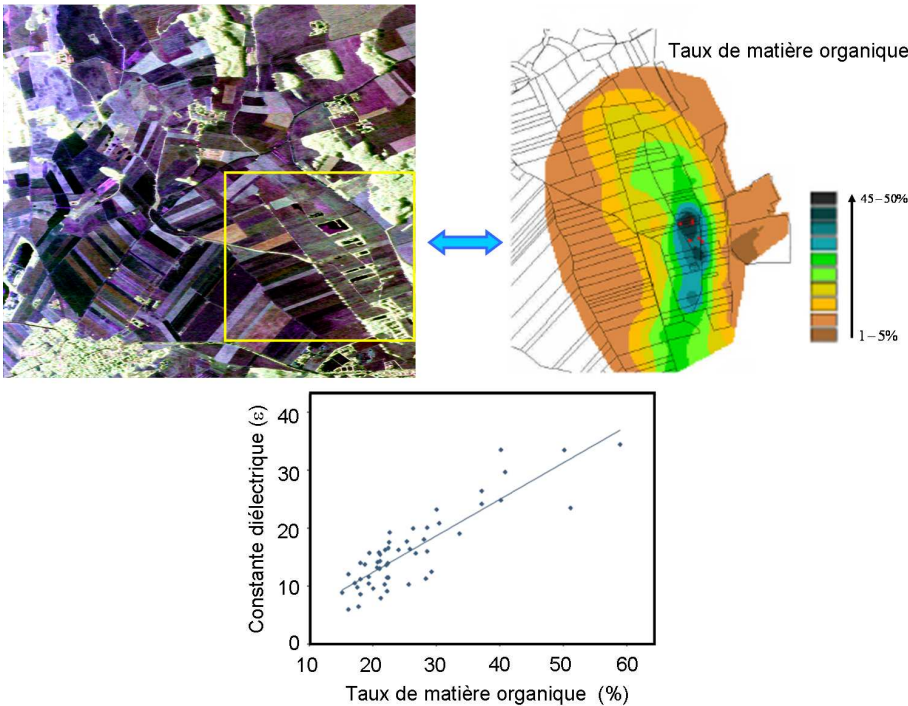 Taux de matière organique
45–50%
1–5%
Constante diélectrique (ε)
40
30
20
10
0
10 20 30 40 50 60
Taux de matière organique (%)